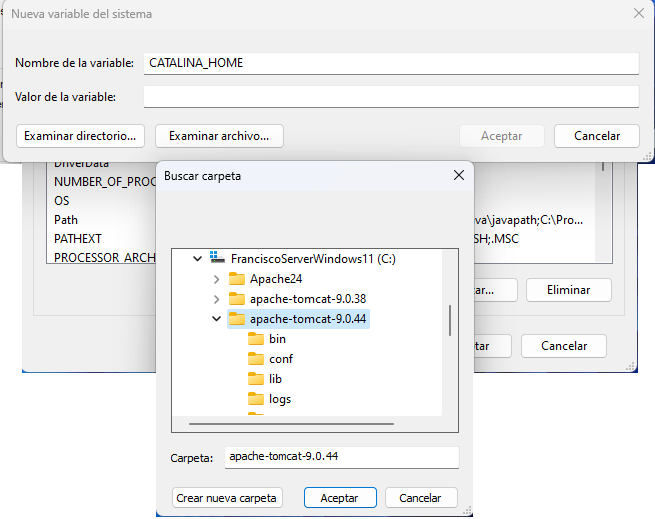 Nueva variable del sistema
Nombre de la variable: CATALINA_HOME
Valor de la variable:
Examinar directorio... Examinar archivo... Aceptar Cancelar
DriverData
NUMBER_OF_PROC
OS
Path va\javapath;C:\Pro...
PATHEXT SH;.MSC
PROCESSOR_ARCH
Eliminar
Cancelar
Buscar carpeta
FranciscoServerWindows11 (C:)
Apache24
apache-tomcat-9.0.38
apache-tomcat-9.0.44
bin
conf
lib
logs
Carpeta: apache-tomcat-9.0.44
Crear nueva carpeta Aceptar Cancelar